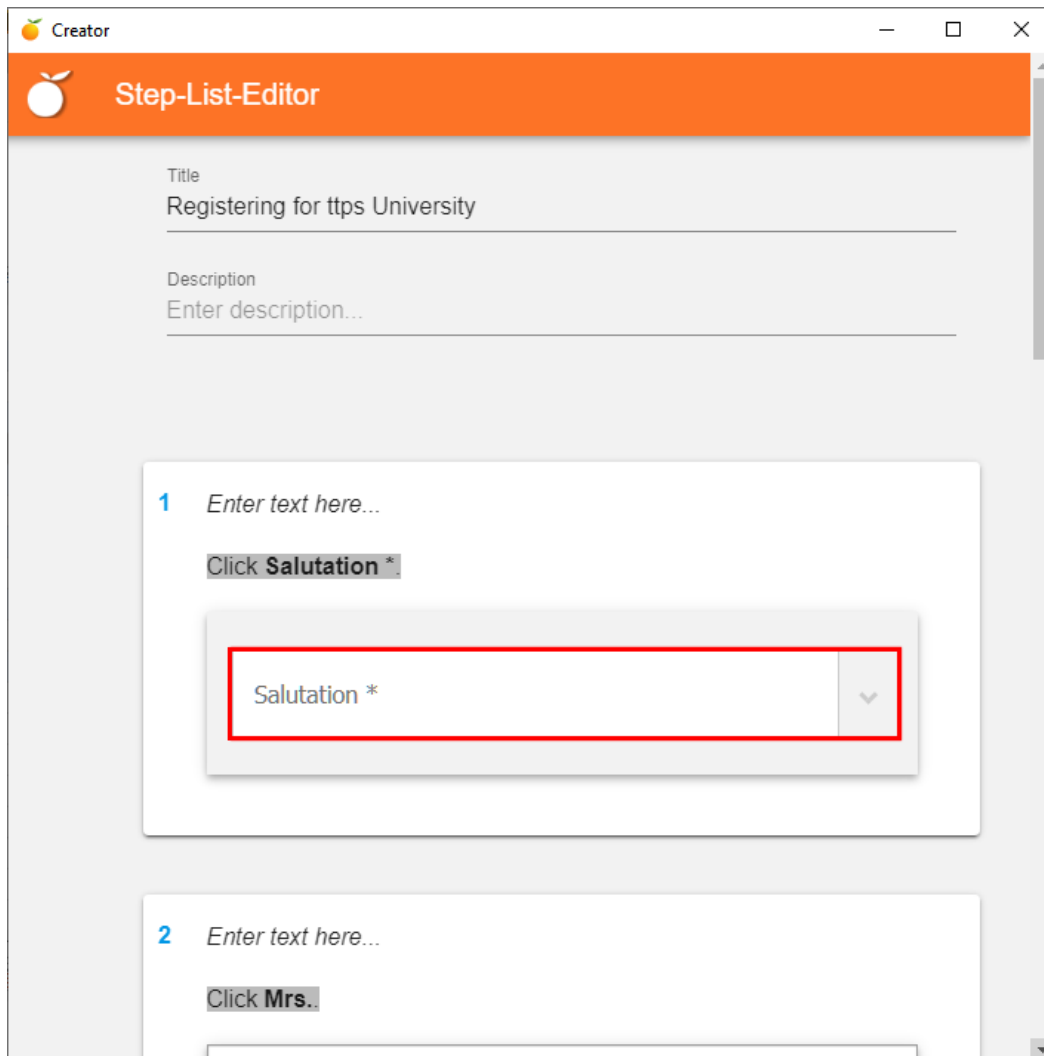 Creator
Step-List-Editor
Title
Registering for ttps University
Description
Enter description...
1
Enter text here...
Click Salutation *.
Salutation *
2
Enter text here...
Click Mrs..